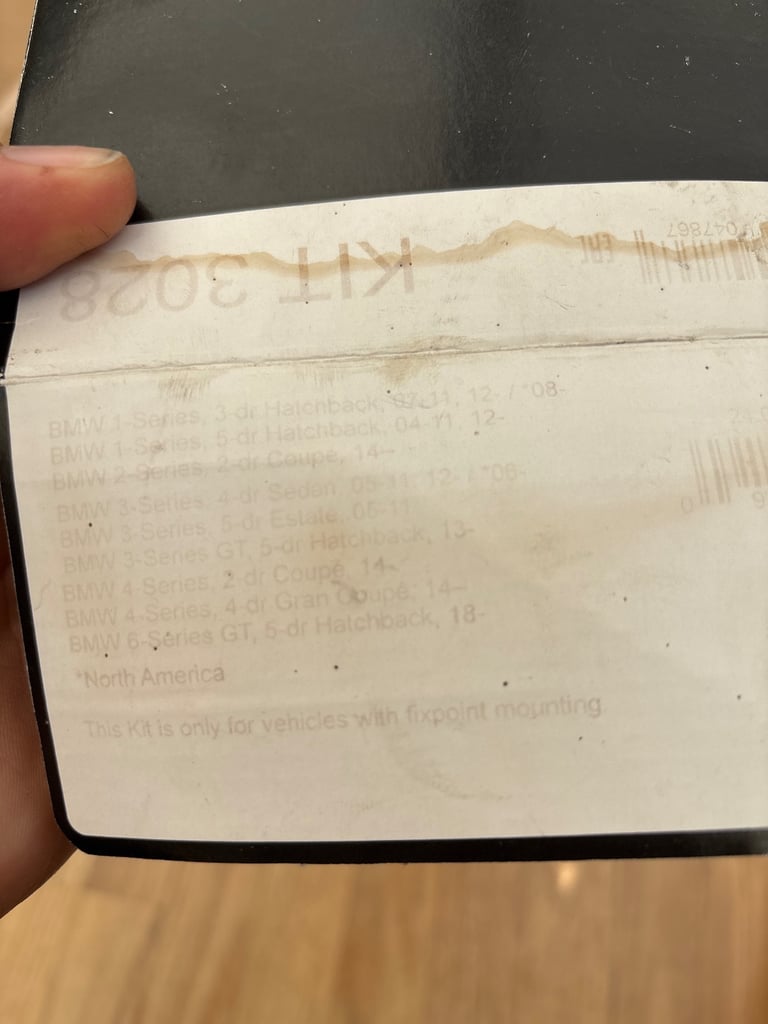 KIT 3028
EAC
047867
BMW 1-Series, 3-dr Hatchback, 07-11, 12- / *08-
BMW 1-Series, 5-dr Hatchback, 04-11, 12-
BMW 2-Series, 2-dr Coupé, 14–
BMW 3-Series, 4-dr Sedan, 05-11, 12- / *06-
BMW 3-Series, 5-dr Estate, 05-11
BMW 3-Series GT, 5-dr Hatchback, 13-
BMW 4-Series, 2-dr Coupé, 14-
BMW 4-Series, 4-dr Gran Coupé, 14–
BMW 6-Series GT, 5-dr Hatchback, 18-
*North America
This Kit is only for vehicles with fixpoint mounting